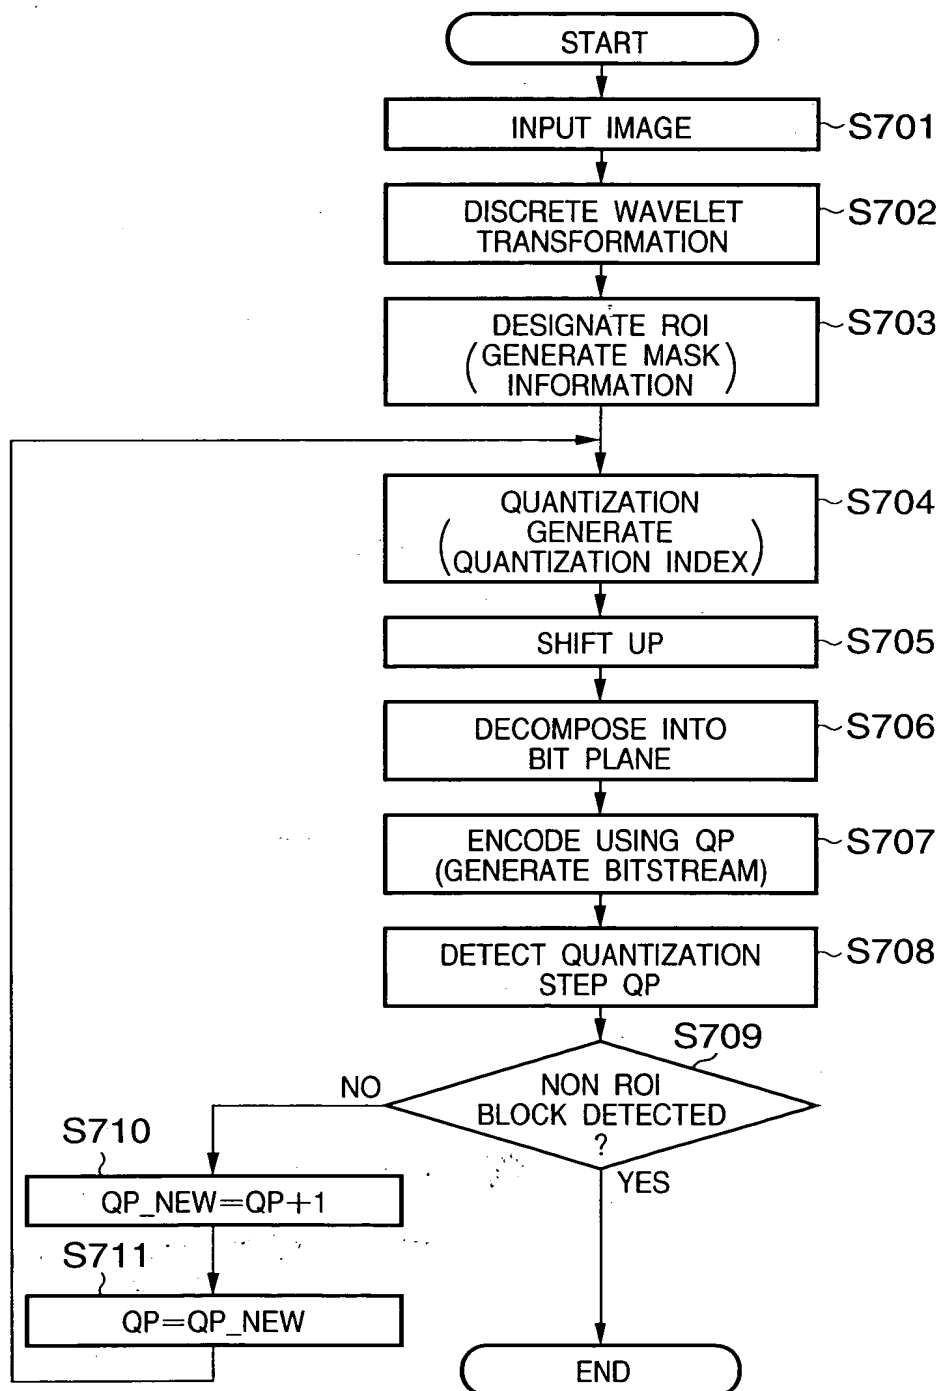 START
INPUT IMAGE
S701
DISCRETE WAVELET
TRANSFORMATION
S702
DESIGNATE ROI
(GENERATE MASK
INFORMATION)
S703
QUANTIZATION
(GENERATE
QUANTIZATION INDEX)
S704
SHIFT UP
S705
DECOMPOSE INTO
BIT PLANE
S706
ENCODE USING QP
(GENERATE BITSTREAM)
S707
DETECT QUANTIZATION
STEP QP
S708
S709
NON ROI
BLOCK DETECTED
?
NO
YES
S710
QP_NEW=QP+1
S711
QP=QP_NEW
END